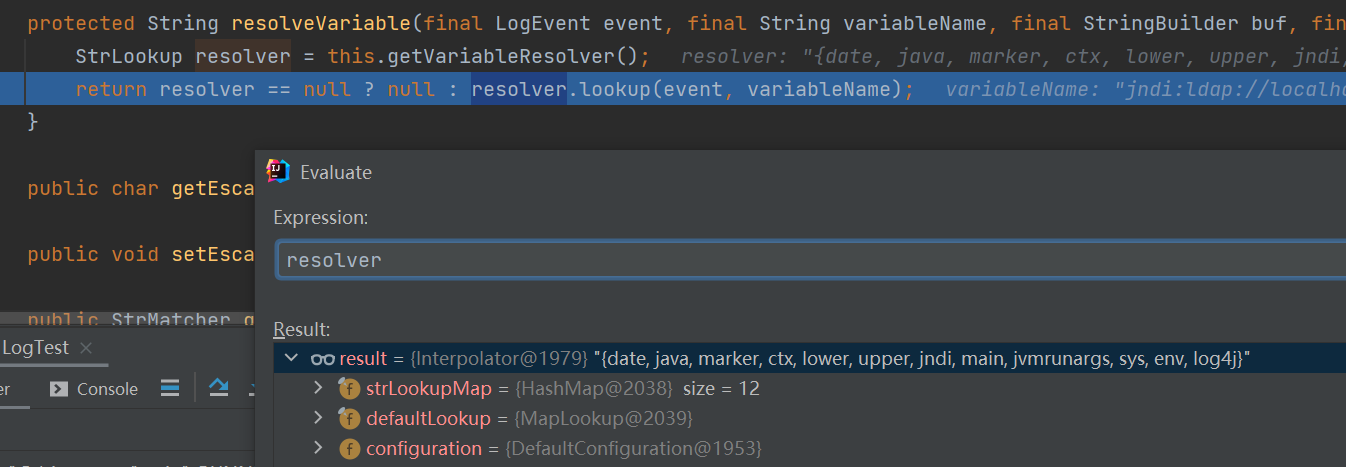 protected String resolveVariable(final LogEvent event, final String variableName, final StringBuilder buf, fin
StrLookup resolver = this.getVariableResolver(); resolver: "{date, java, marker, ctx, lower, upper, jndi,
return resolver == null ? null : resolver.lookup(event, variableName); variableName: "jndi:ldap://localho
}
public char getEsca
Evaluate
Expression:
public void setEsca
resolver
public StrMatcher g
Result:
LogTest
result = {Interpolator@1979} "{date, java, marker, ctx, lower, upper, jndi, main, jvmrunargs, sys, env, log4j}"
er
Console
strLookupMap = {HashMap@2038} size = 12
defaultLookup = {MapLookup@2039}
configuration = {DefaultConfiguration@1953}